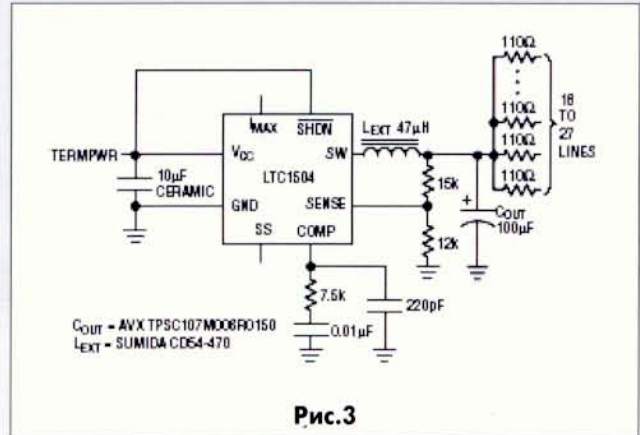 110Ω
110Ω
110Ω
110Ω
18
TO
27
LINES
IMAX
SHDN
LEXT 47µH
TERMPWR
VCC
SW
10µF
CERAMIC
LTC1504
15k
GND
SENSE
+
COUT
100µF
SS
COMP
12k
7.5k
220pF
0.01µF
COUT = AVX TPSC107M006R0150
LEXT = SUMIDA CD54-470
Рис.3